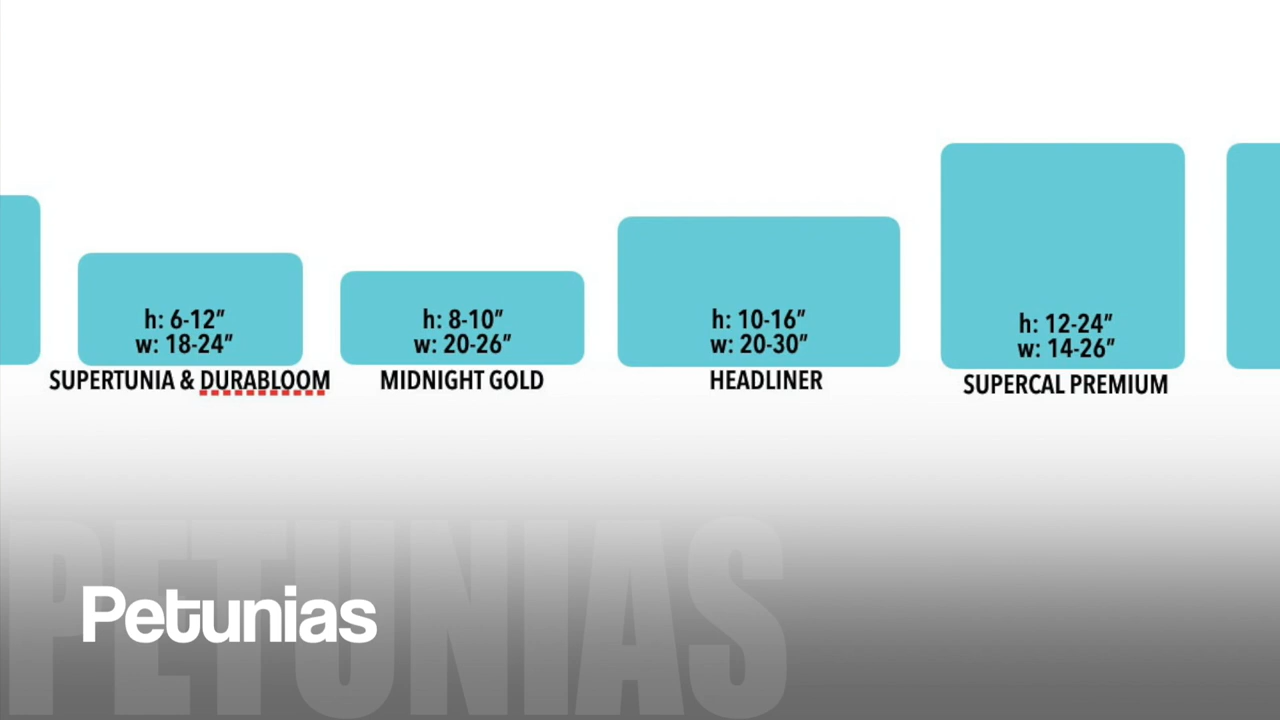 h: 6-12”
w: 18-24”
SUPERTUNIA & DURABLOOM
h: 8-10”
w: 20-26”
MIDNIGHT GOLD
h: 10-16”
w: 20-30”
HEADLINER
h: 12-24”
w: 14-26”
SUPERCAL PREMIUM
PETUNIAS
Petunias